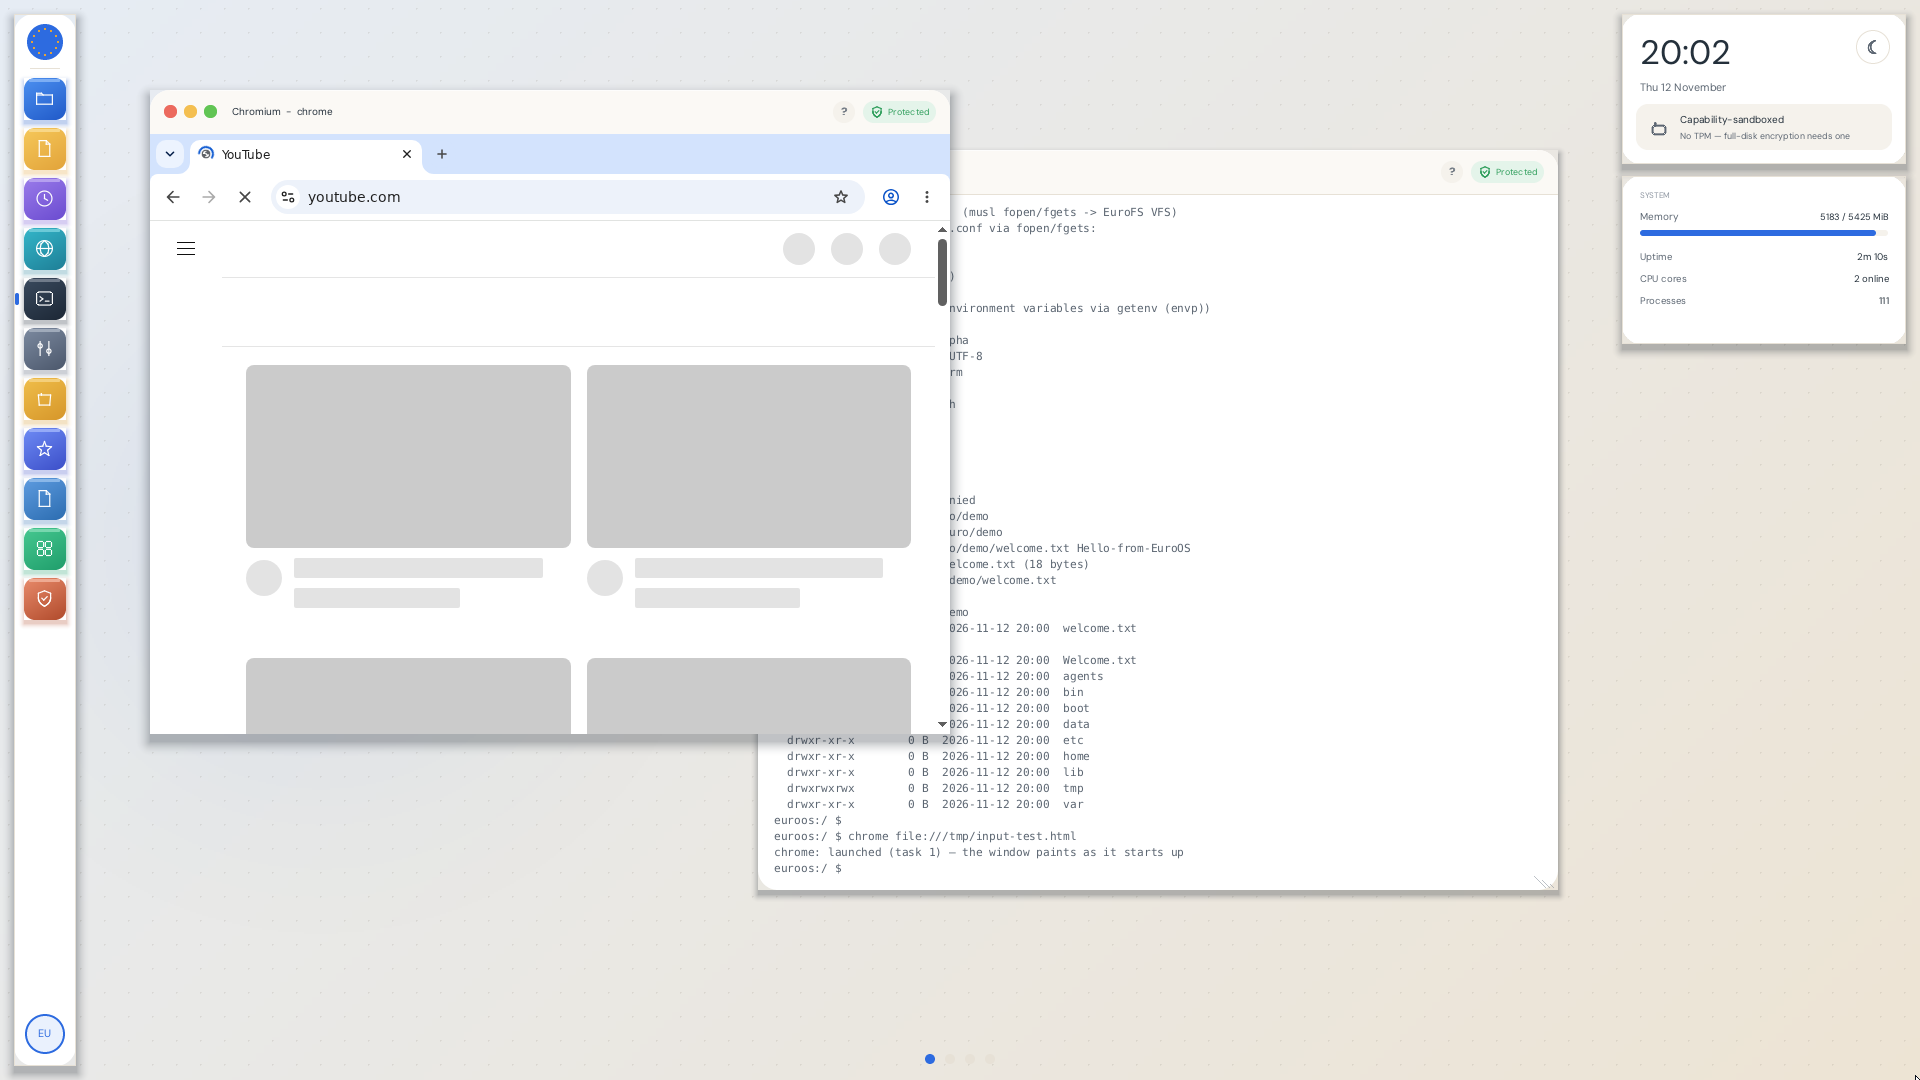 Chromium - chrome
? Protected
YouTube
youtube.com
? Protected
(musl fopen/fgets -> EuroFS VFS)
.conf via fopen/fgets:
)
nvironment variables via getenv (envp))
pha
UTF-8
rm
h
nied
o/demo
uro/demo
o/demo/welcome.txt Hello-from-EuroOS
elcome.txt (18 bytes)
demo/welcome.txt
emo
026-11-12 20:00 welcome.txt
026-11-12 20:00 Welcome.txt
026-11-12 20:00 agents
026-11-12 20:00 bin
026-11-12 20:00 boot
026-11-12 20:00 data
drwxr-xr-x 0 B 2026-11-12 20:00 etc
drwxr-xr-x 0 B 2026-11-12 20:00 home
drwxr-xr-x 0 B 2026-11-12 20:00 lib
drwxrwxrwx 0 B 2026-11-12 20:00 tmp
drwxr-xr-x 0 B 2026-11-12 20:00 var
euroos:/ $
euroos:/ $ chrome file:///tmp/input-test.html
chrome: launched (task 1) — the window paints as it starts up
euroos:/ $
20:02
Thu 12 November
Capability-sandboxed
No TPM — full-disk encryption needs one
SYSTEM
Memory 5183 / 5425 MiB
Uptime 2m 10s
CPU cores 2 online
Processes 111
EU